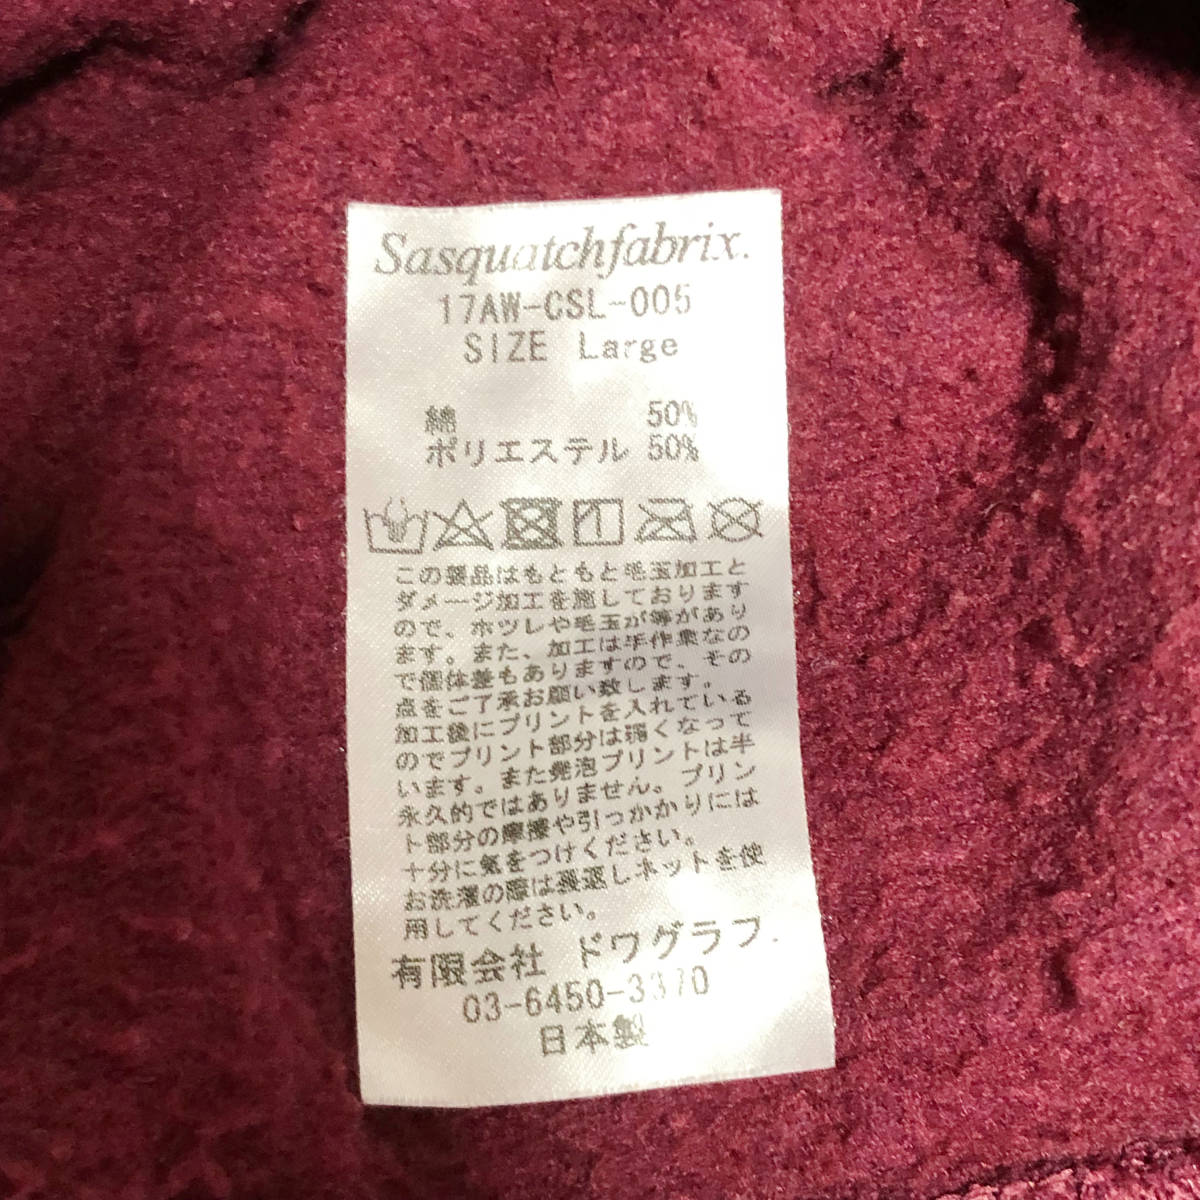 Sasquatchfabrix.
17AW-CSL-005
SIZE Large
綿 50%
ポリエステル 50%
この製品はもともと毛玉加工と
ダメージ加工を施しております
ので、ホツレや毛玉が等があり
ます。また、加工は手作業なの
で個体差もありますので、その
点をご了承お願い致します。
加工後にプリントを入れている
のでプリント部分は弱くなって
います。また発泡プリントは半
永久的ではありません。プリン
ト部分の摩擦や引っかかりには
十分に気をつけください。
お洗濯の際は裏返しネットを使
用してください。
有限会社 ドワグラフ.
03-6450-3370
日本製